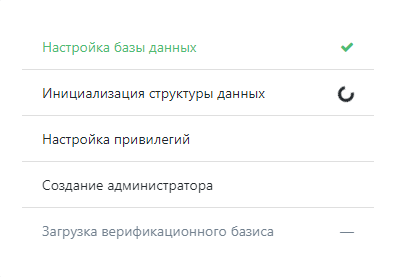 Настройка базы данных
Инициализация структуры данных
Настройка привилегий
Создание администратора
Загрузка верификационного базиса —